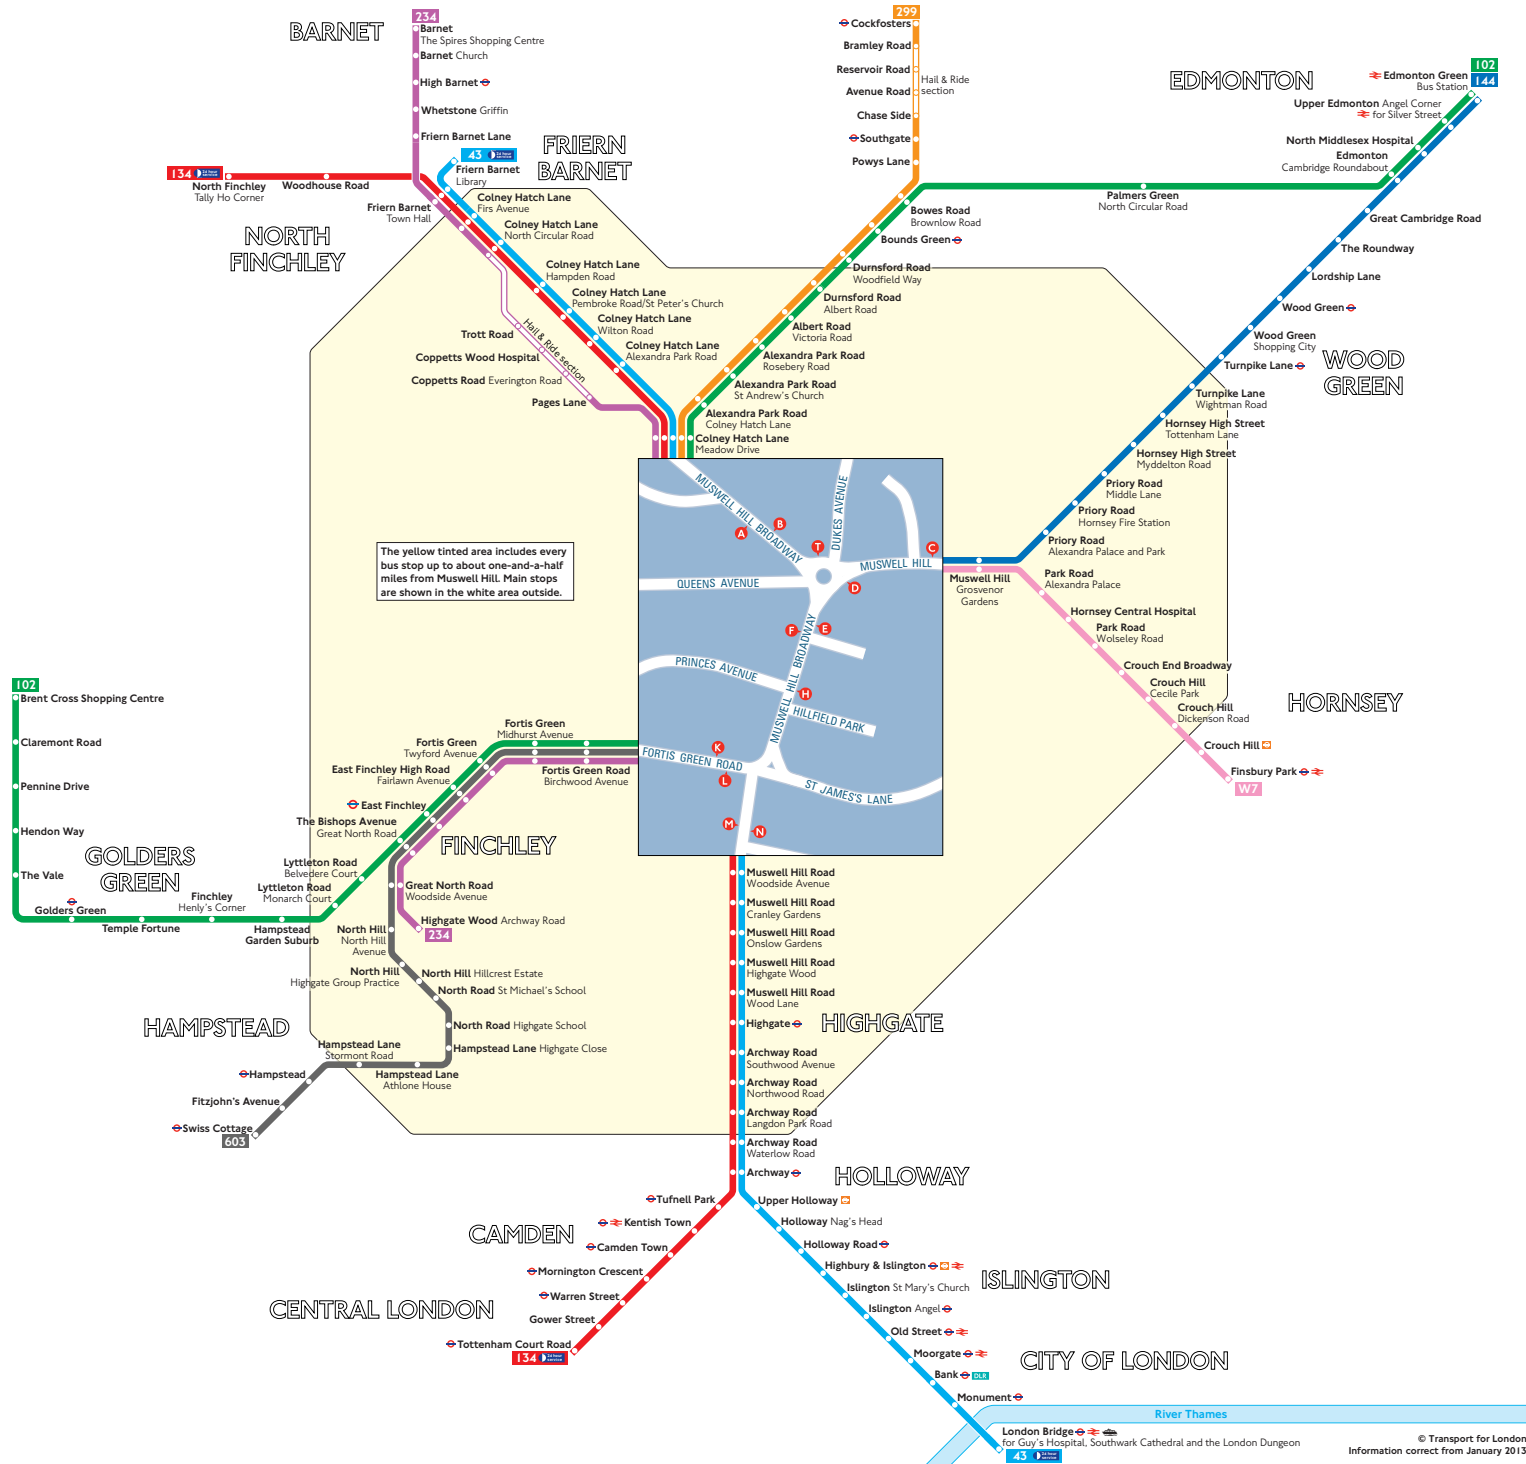 BARNET
234
Barnet
The Spires Shopping Centre
Barnet Church
High Barnet
Whetstone Griffin
Friern Barnet Lane
134
24 hour
service
North Finchley
Tally Ho Corner
Woodhouse Road
Friern Barnet
Town Hall
NORTH
FINCHLEY
FRIERN
BARNET
43
24 hour
service
Friern Barnet
Library
Colney Hatch Lane
Firs Avenue
Colney Hatch Lane
North Circular Road
Colney Hatch Lane
Hampden Road
Colney Hatch Lane
Pembroke Road/St Peter's Church
Colney Hatch Lane
Wilton Road
Colney Hatch Lane
Alexandra Park Road
Hail & Ride section
Trott Road
Coppetts Wood Hospital
Coppetts Road Everington Road
Pages Lane
299
Cockfosters
Bramley Road
Reservoir Road
Avenue Road
Hail & Ride
section
Chase Side
Southgate
Powys Lane
Bowes Road
Brownlow Road
Bounds Green
Durnsford Road
Woodfield Way
Durnsford Road
Albert Road
Albert Road
Victoria Road
Alexandra Park Road
Rosebery Road
Alexandra Park Road
St Andrew's Church
Alexandra Park Road
Colney Hatch Lane
Colney Hatch Lane
Meadow Drive
EDMONTON
102
144
Edmonton Green
Bus Station
Upper Edmonton Angel Corner
for Silver Street
North Middlesex Hospital
Edmonton
Cambridge Roundabout
Palmers Green
North Circular Road
Great Cambridge Road
The Roundway
Lordship Lane
Wood Green
Wood Green
Shopping City
WOOD
GREEN
Turnpike Lane
Turnpike Lane
Wightman Road
Hornsey High Street
Tottenham Lane
Hornsey High Street
Myddelton Road
Priory Road
Middle Lane
Priory Road
Hornsey Fire Station
Priory Road
Alexandra Palace and Park
Muswell Hill
Grosvenor
Gardens
Park Road
Alexandra Palace
Hornsey Central Hospital
Park Road
Wolseley Road
Crouch End Broadway
Crouch Hill
Cecile Park
Crouch Hill
Dickenson Road
HORNSEY
Crouch Hill
Finsbury Park
W7
The yellow tinted area includes every
bus stop up to about one-and-a-half
miles from Muswell Hill. Main stops
are shown in the white area outside.
MUSWELL HILL BROADWAY
DUKES AVENUE
A
B
T
C
MUSWELL HILL
QUEENS AVENUE
D
F
E
MUSWELL HILL BROADWAY
PRINCES AVENUE
H
HILLFIELD PARK
K
FORTIS GREEN ROAD
L
ST JAMES'S LANE
M
N
102
Brent Cross Shopping Centre
Claremont Road
Pennine Drive
Hendon Way
The Vale
GOLDERS
GREEN
Golders Green
Temple Fortune
Finchley
Henly's Corner
Hampstead
Garden Suburb
Lyttleton Road
Monarch Court
Lyttleton Road
Belvedere Court
The Bishops Avenue
Great North Road
East Finchley
East Finchley High Road
Fairlawn Avenue
Fortis Green
Twyford Avenue
Fortis Green
Midhurst Avenue
Fortis Green Road
Birchwood Avenue
FINCHLEY
Great North Road
Woodside Avenue
Highgate Wood Archway Road
234
North Hill
North Hill
Avenue
North Hill
Highgate Group Practice
North Hill Hillcrest Estate
North Road St Michael's School
North Road Highgate School
Hampstead Lane Highgate Close
Hampstead Lane
Athlone House
Hampstead Lane
Stormont Road
HAMPSTEAD
Hampstead
Fitzjohn's Avenue
Swiss Cottage
603
Muswell Hill Road
Woodside Avenue
Muswell Hill Road
Cranley Gardens
Muswell Hill Road
Onslow Gardens
Muswell Hill Road
Highgate Wood
Muswell Hill Road
Wood Lane
Highgate
HIGHGATE
Archway Road
Southwood Avenue
Archway Road
Northwood Road
Archway Road
Langdon Park Road
Archway Road
Waterlow Road
Archway
HOLLOWAY
Tufnell Park
Kentish Town
CAMDEN
Camden Town
Mornington Crescent
Warren Street
CENTRAL LONDON
Gower Street
Tottenham Court Road
134
24 hour
service
Upper Holloway
Holloway Nag's Head
Holloway Road
Highbury & Islington
ISLINGTON
Islington St Mary's Church
Islington Angel
Old Street
Moorgate
CITY OF LONDON
Bank
DLR
Monument
River Thames
London Bridge
for Guy's Hospital, Southwark Cathedral and the London Dungeon
43
24 hour
service
© Transport for London
Information correct from January 2013